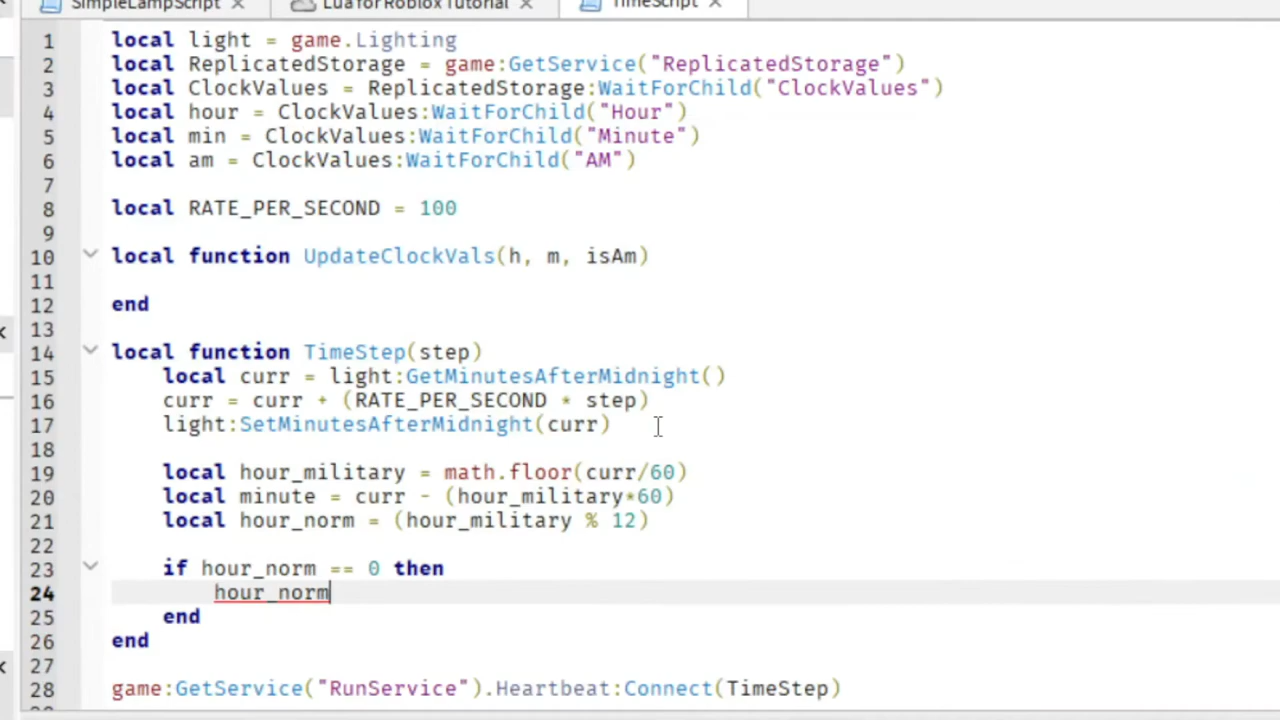 SimpleLampScript × Lua for Roblox Tutorial × TimeScript ×
1 local light = game.Lighting
2 local ReplicatedStorage = game:GetService("ReplicatedStorage")
3 local ClockValues = ReplicatedStorage:WaitForChild("ClockValues")
4 local hour = ClockValues:WaitForChild("Hour")
5 local min = ClockValues:WaitForChild("Minute")
6 local am = ClockValues:WaitForChild("AM")
7
8 local RATE_PER_SECOND = 100
9
10 local function UpdateClockVals(h, m, isAm)
11
12 end
13
14 local function TimeStep(step)
15 local curr = light:GetMinutesAfterMidnight()
16 curr = curr + (RATE_PER_SECOND * step)
17 light:SetMinutesAfterMidnight(curr)
18
19 local hour_military = math.floor(curr/60)
20 local minute = curr - (hour_military*60)
21 local hour_norm = (hour_military % 12)
22
23 if hour_norm == 0 then
24 hour_norm
25 end
26 end
27
28 game:GetService("RunService").Heartbeat:Connect(TimeStep)